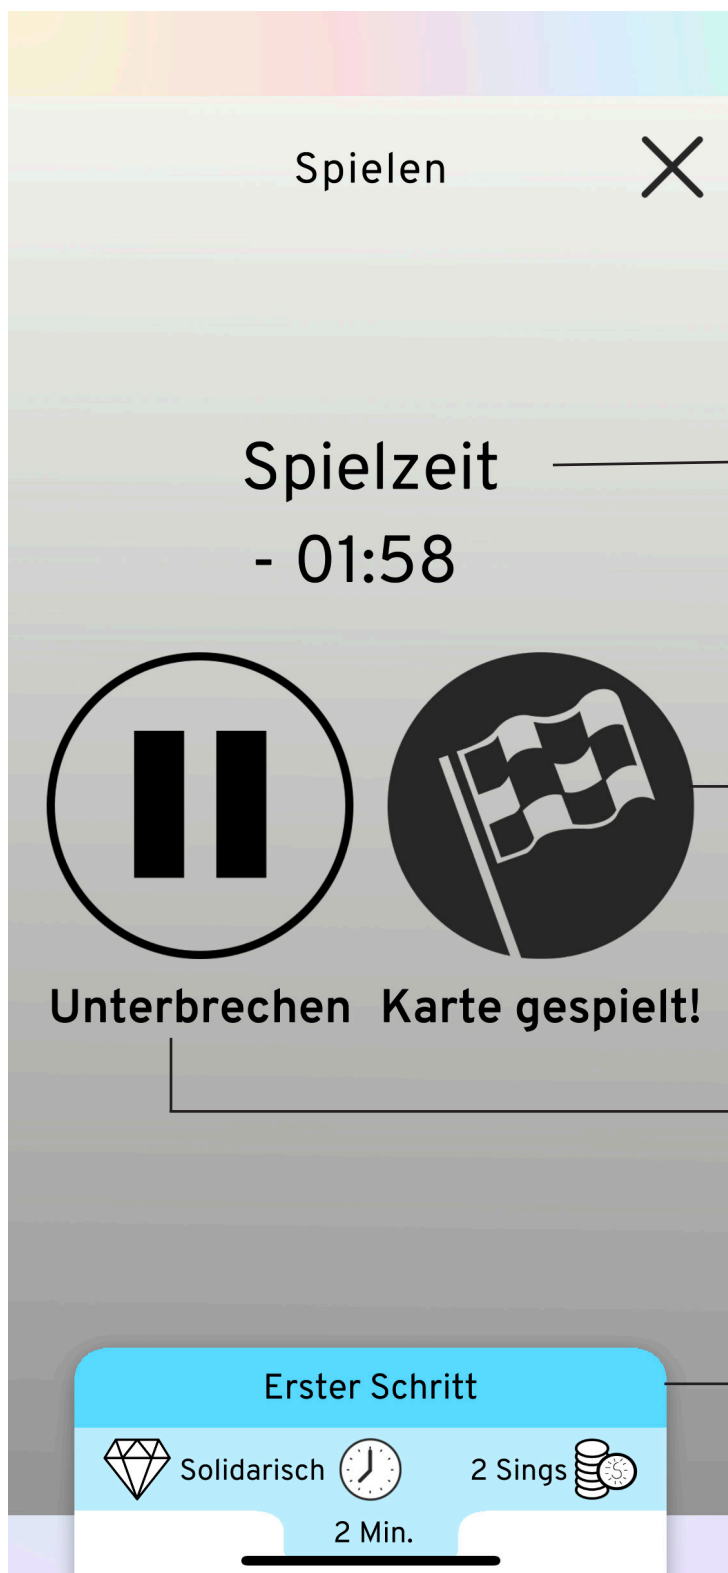 Spielen
Spielzeit
- 01:58
Unterbrechen
Karte gespielt!
Erster Schritt
Solidarisch
2 Sings
S
2 Min.